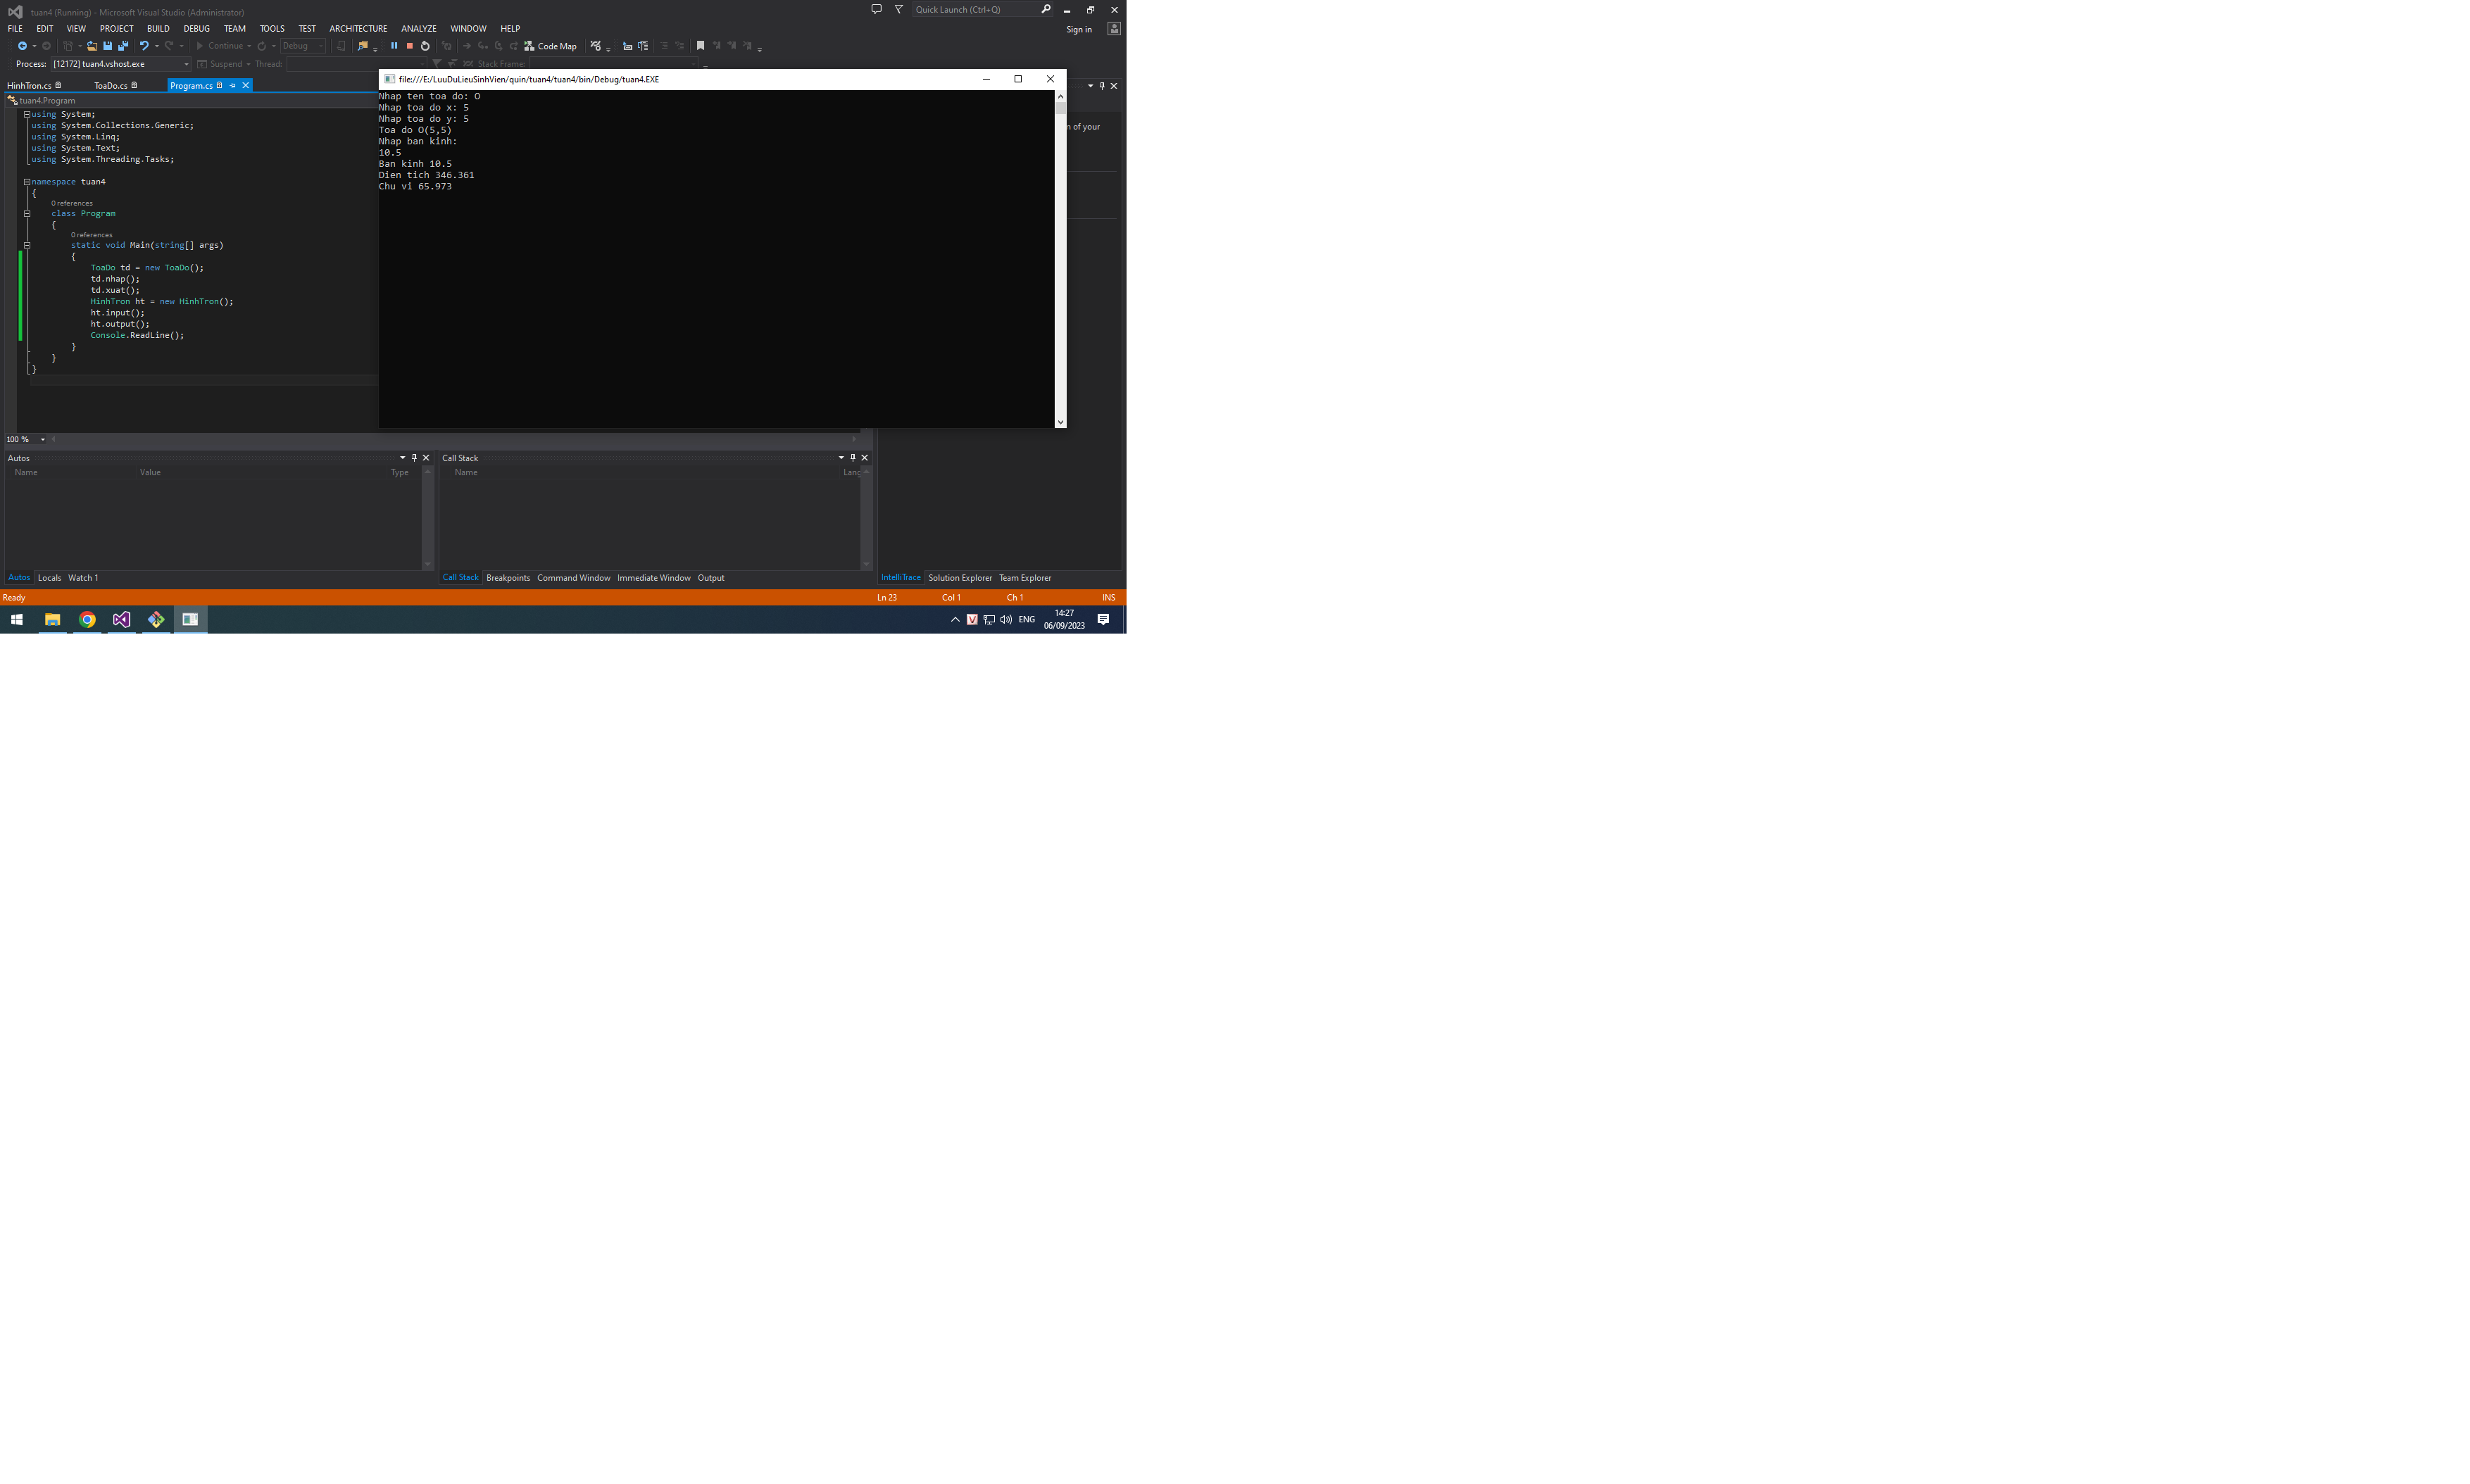 tuan4 (Running) - Microsoft Visual Studio (Administrator)
Quick Launch (Ctrl+Q)
FILE EDIT VIEW PROJECT BUILD DEBUG TEAM TOOLS TEST ARCHITECTURE ANALYZE WINDOW HELP
Sign in
Continue Debug Code Map
Process: [12172] tuan4.vshost.exe Suspend Thread: Stack Frame:
HinhTron.cs ToaDo.cs Program.cs
tuan4.Program
using System;
using System.Collections.Generic;
using System.Linq;
using System.Text;
using System.Threading.Tasks;
namespace tuan4
{
0 references
class Program
{
0 references
static void Main(string[] args)
{
ToaDo td = new ToaDo();
td.nhap();
td.xuat();
HinhTron ht = new HinhTron();
ht.input();
ht.output();
Console.ReadLine();
}
}
}
file:///E:/LuuDuLieuSinhVien/quin/tuan4/tuan4/bin/Debug/tuan4.EXE
Nhap ten toa do: O
Nhap toa do x: 5
Nhap toa do y: 5
Toa do O(5,5)
Nhap ban kinh:
10.5
Ban kinh 10.5
Dien tich 346.361
Chu vi 65.973
of your
100 %
Autos
Name Value Type
Call Stack
Name Lang
Autos Locals Watch 1
Call Stack Breakpoints Command Window Immediate Window Output
IntelliTrace Solution Explorer Team Explorer
Ready Ln 23 Col 1 Ch 1 INS
V ENG
14:27
06/09/2023